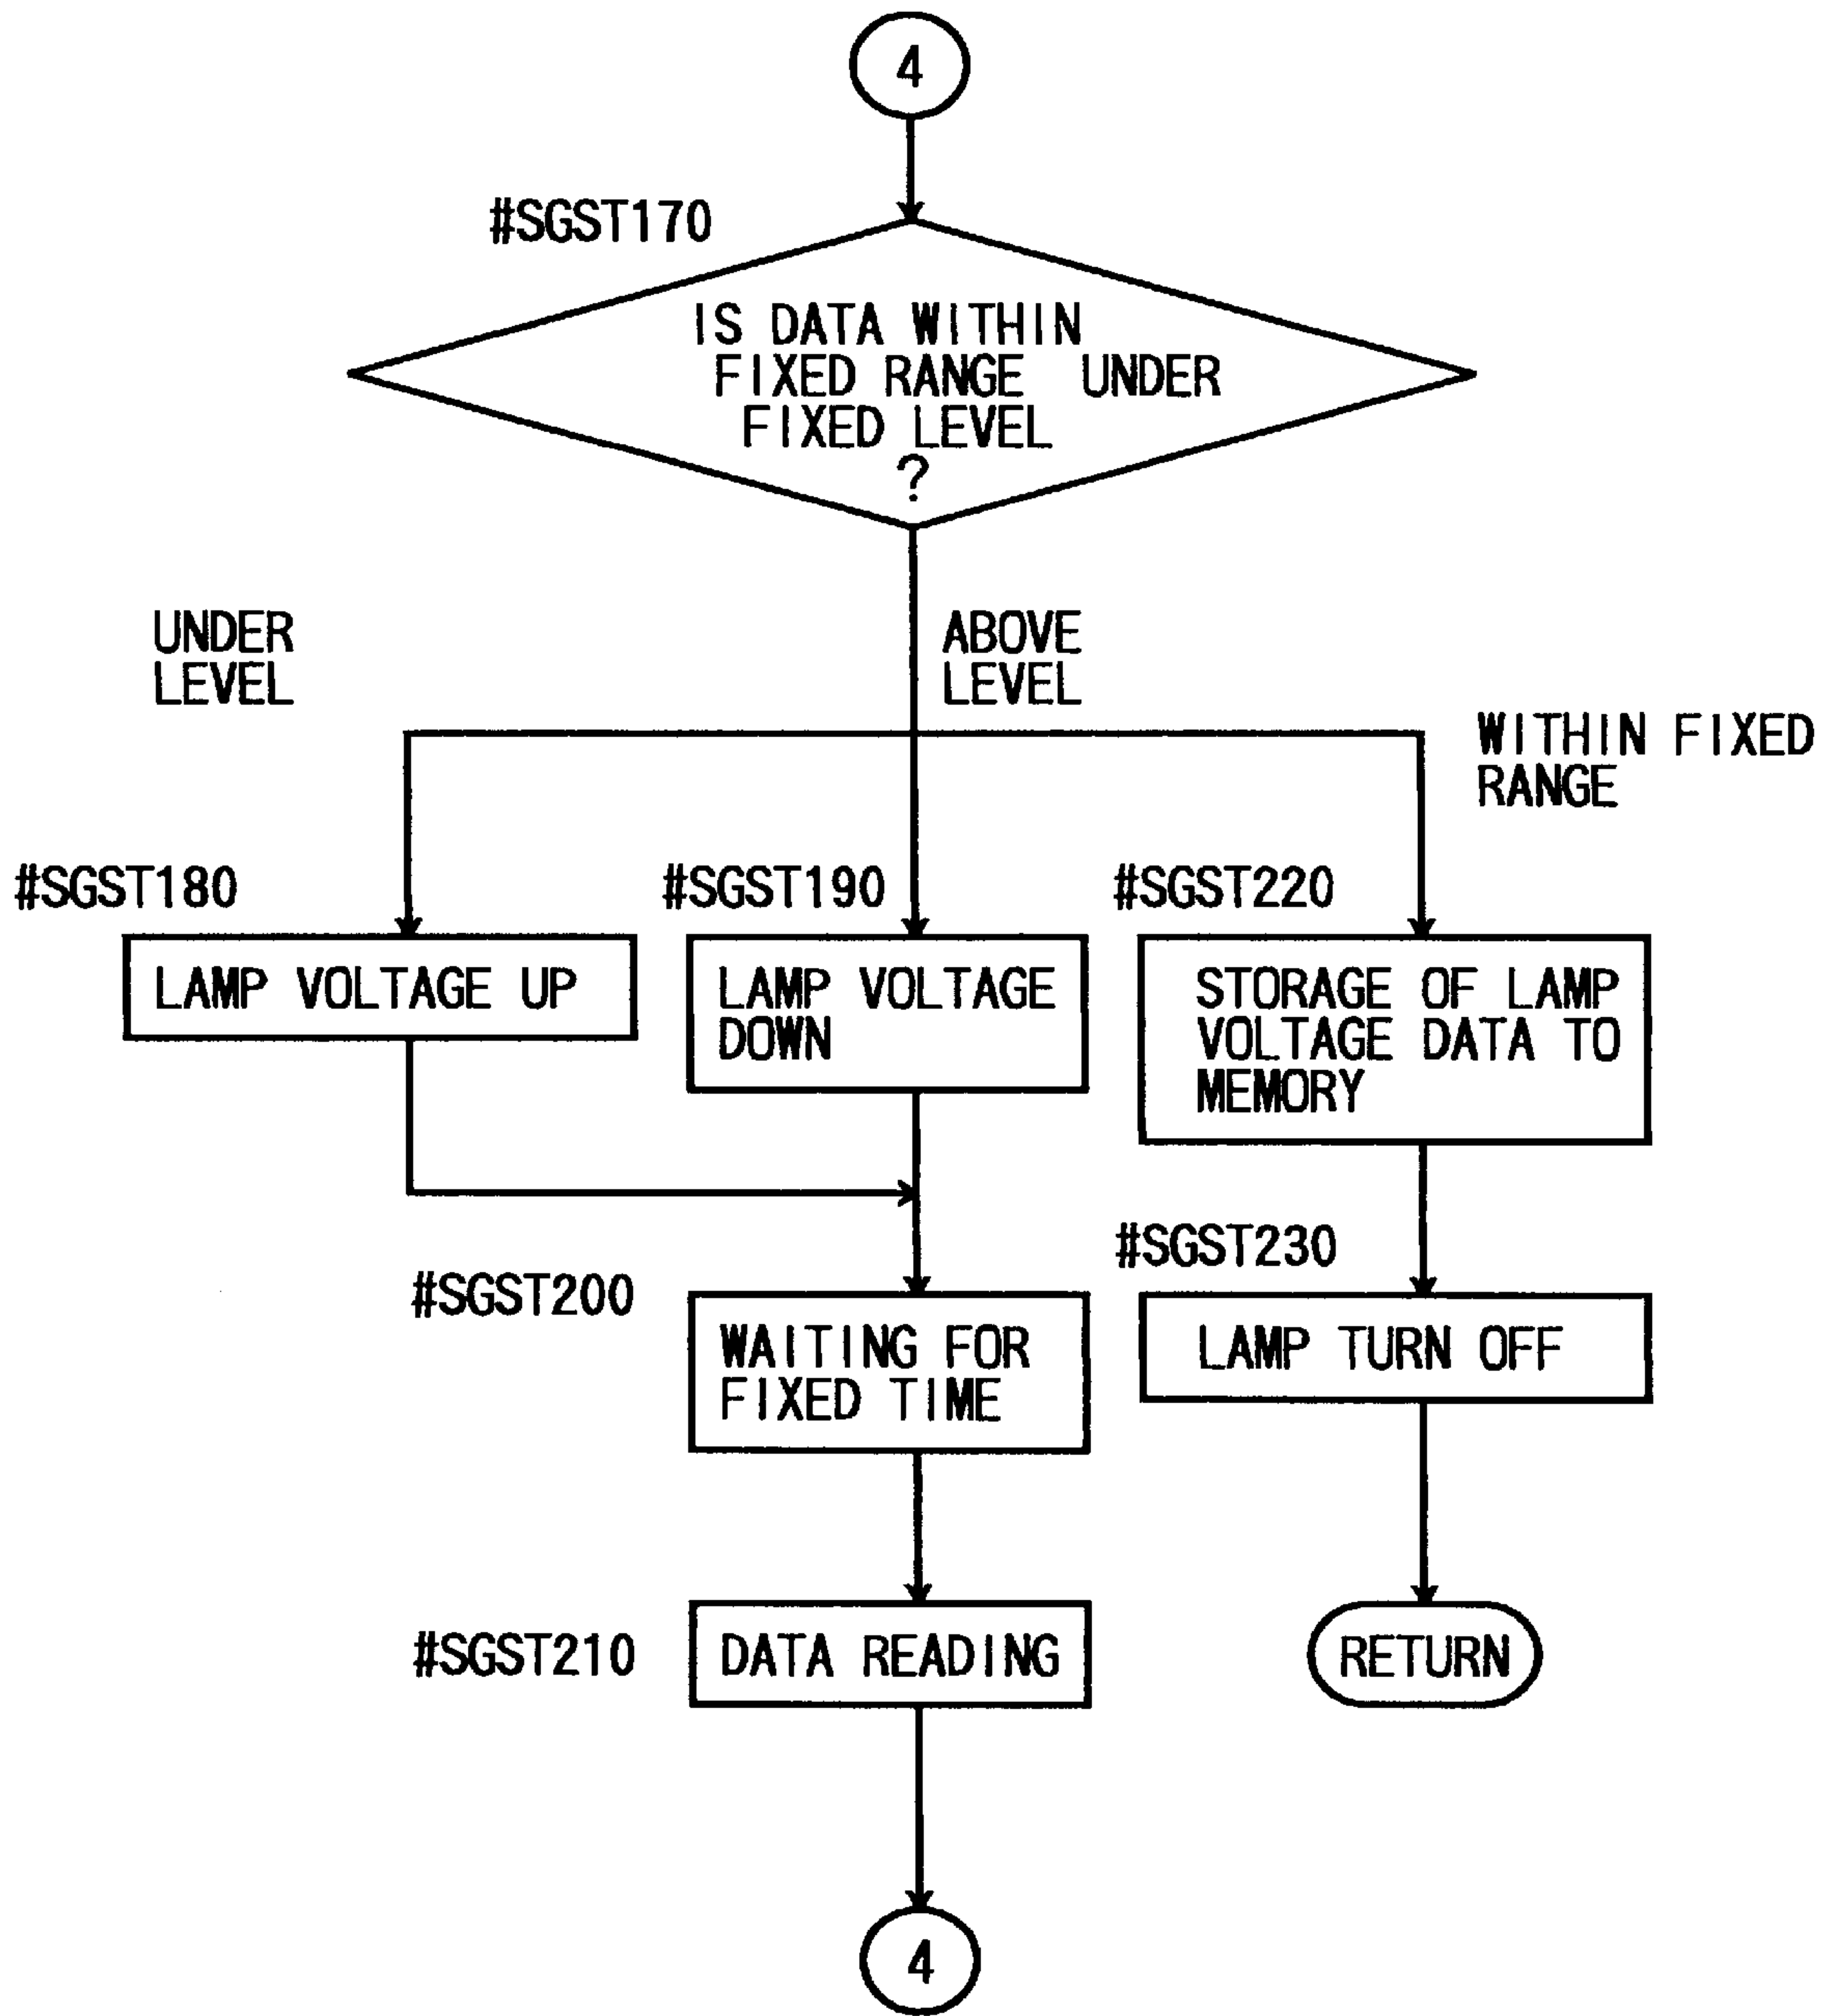 4
#SGST170
IS DATA WITHIN
FIXED RANGE UNDER
FIXED LEVEL
?
UNDER
LEVEL
ABOVE
LEVEL
WITHIN FIXED
RANGE
#SGST180
LAMP VOLTAGE UP
#SGST190
LAMP VOLTAGE
DOWN
#SGST220
STORAGE OF LAMP
VOLTAGE DATA TO
MEMORY
#SGST200
WAITING FOR
FIXED TIME
#SGST230
LAMP TURN OFF
#SGST210
DATA READING
RETURN
4